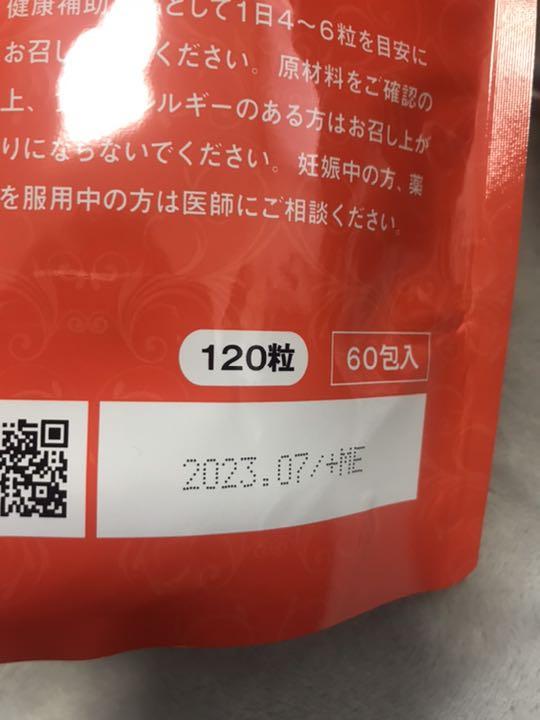 健康補助 として1日4〜6粒を目安に
お召し ください。原材料をご確認の
上、 ルギーのある方はお召し上が
りにならないでください。妊娠中の方、薬
を服用中の方は医師にご相談ください。
120粒
60包入
2023.07/+ME